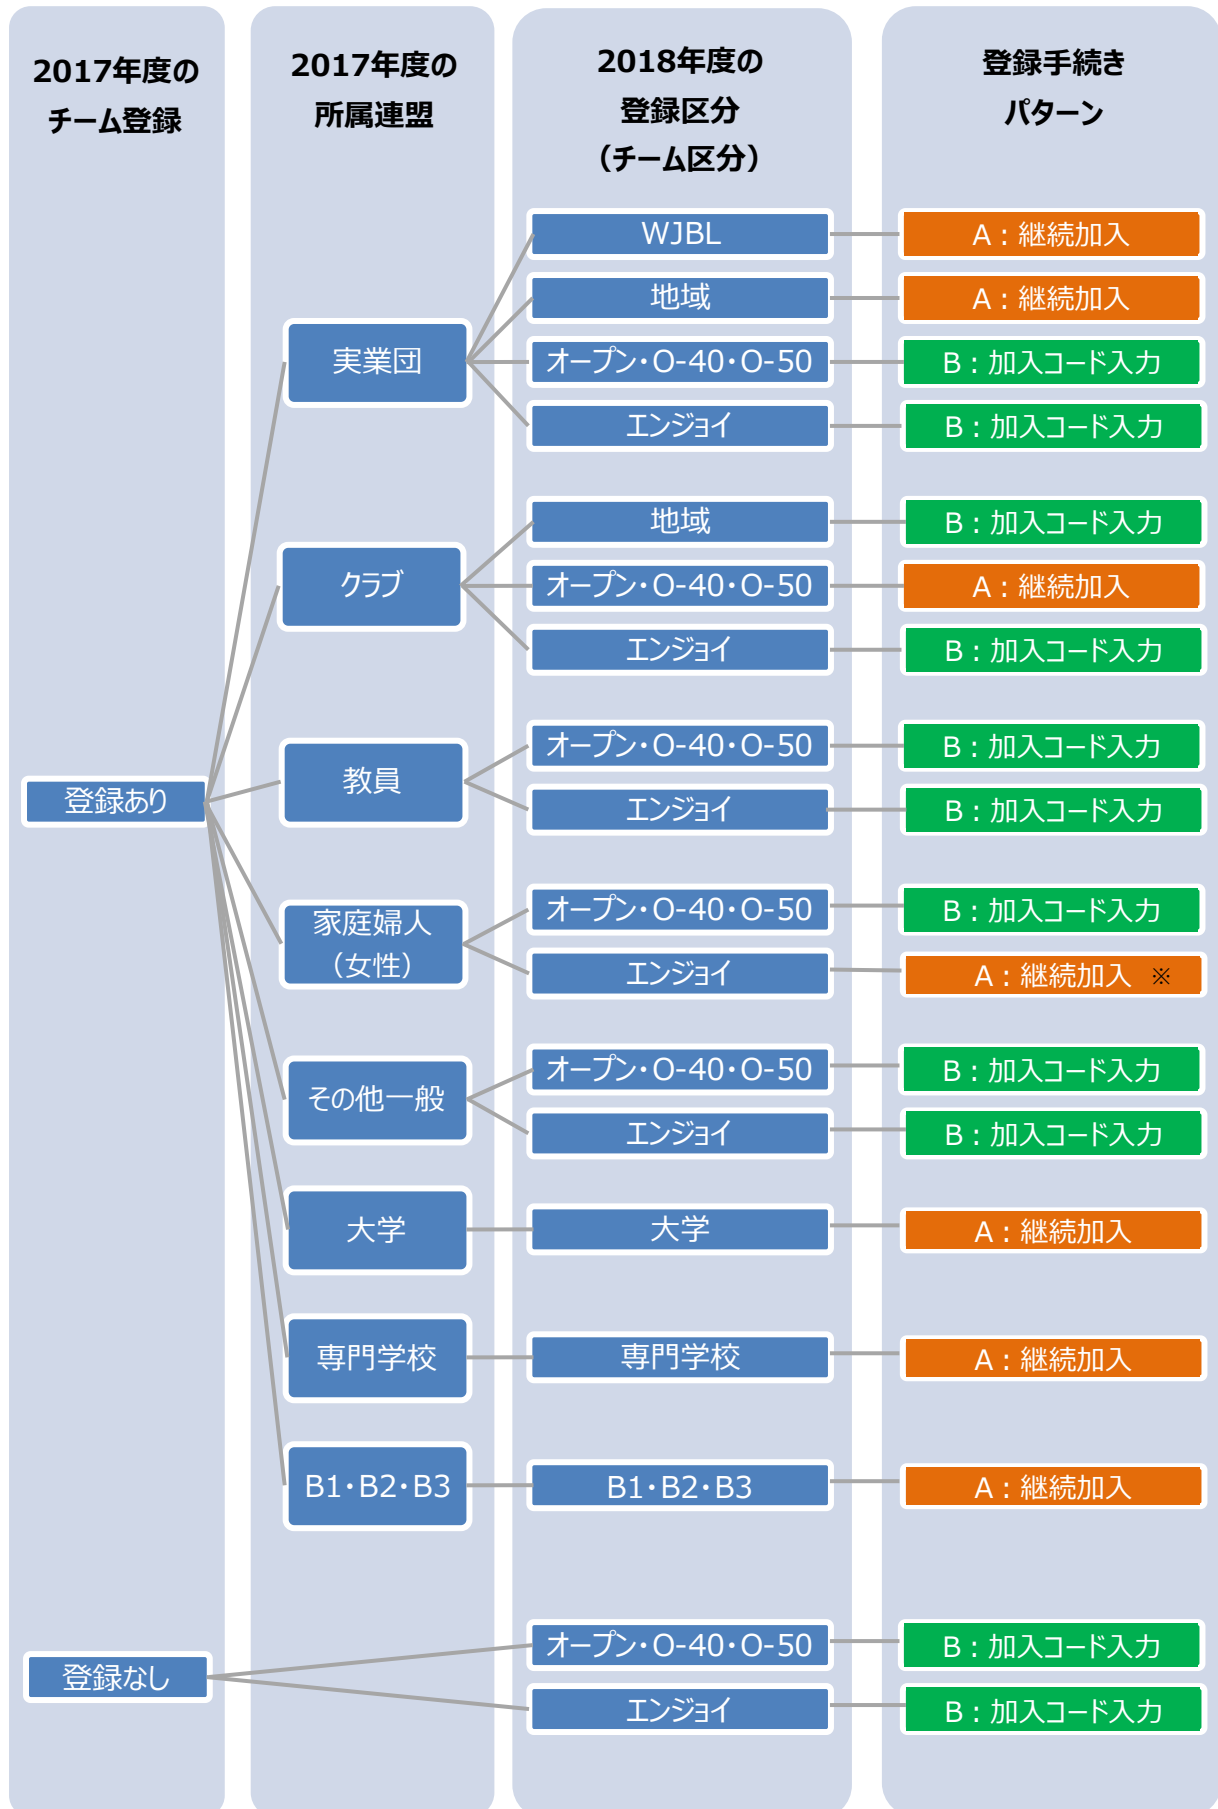 2017年度の
チーム登録
2017年度の
所属連盟
2018年度の
登録区分
（チーム区分）
登録手続き
パターン
登録あり
実業団
WJBL
A：継続加入
地域
A：継続加入
オープン・O-40・O-50
B：加入コード入力
エンジョイ
B：加入コード入力
クラブ
地域
B：加入コード入力
オープン・O-40・O-50
A：継続加入
エンジョイ
B：加入コード入力
教員
オープン・O-40・O-50
B：加入コード入力
エンジョイ
B：加入コード入力
家庭婦人
（女性）
オープン・O-40・O-50
B：加入コード入力
エンジョイ
A：継続加入 ※
その他一般
オープン・O-40・O-50
B：加入コード入力
エンジョイ
B：加入コード入力
大学
大学
A：継続加入
専門学校
専門学校
A：継続加入
B1・B2・B3
B1・B2・B3
A：継続加入
登録なし
オープン・O-40・O-50
B：加入コード入力
エンジョイ
B：加入コード入力